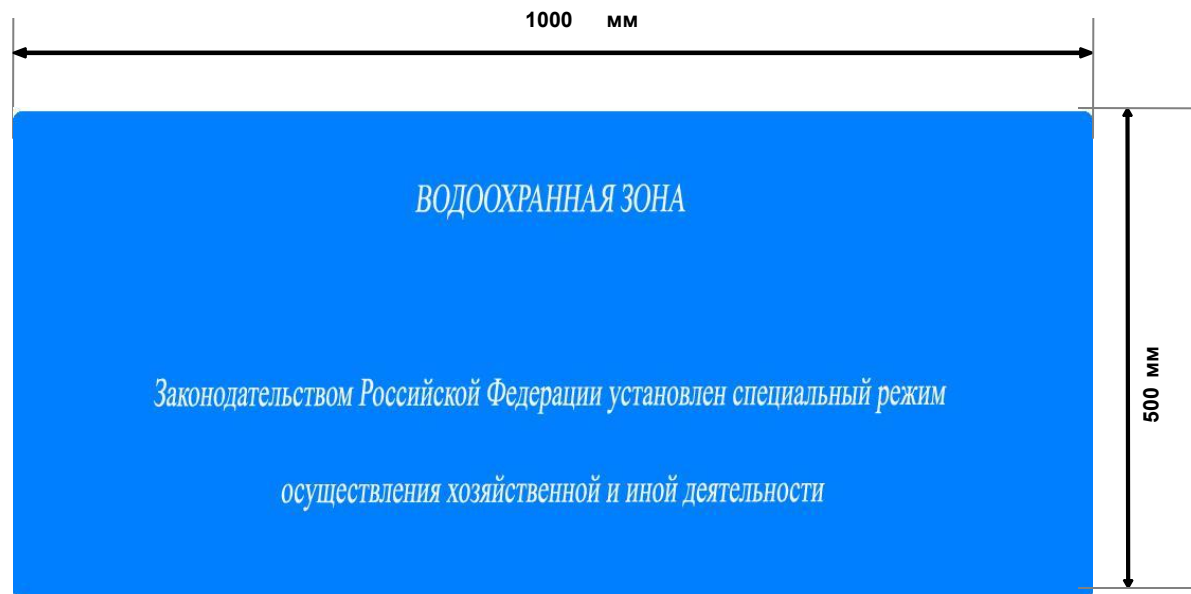 1000 мм
ВОДООХРАННАЯ ЗОНА
Законодательством Российской Федерации установлен специальный режим
осуществления хозяйственной и иной деятельности
500 мм